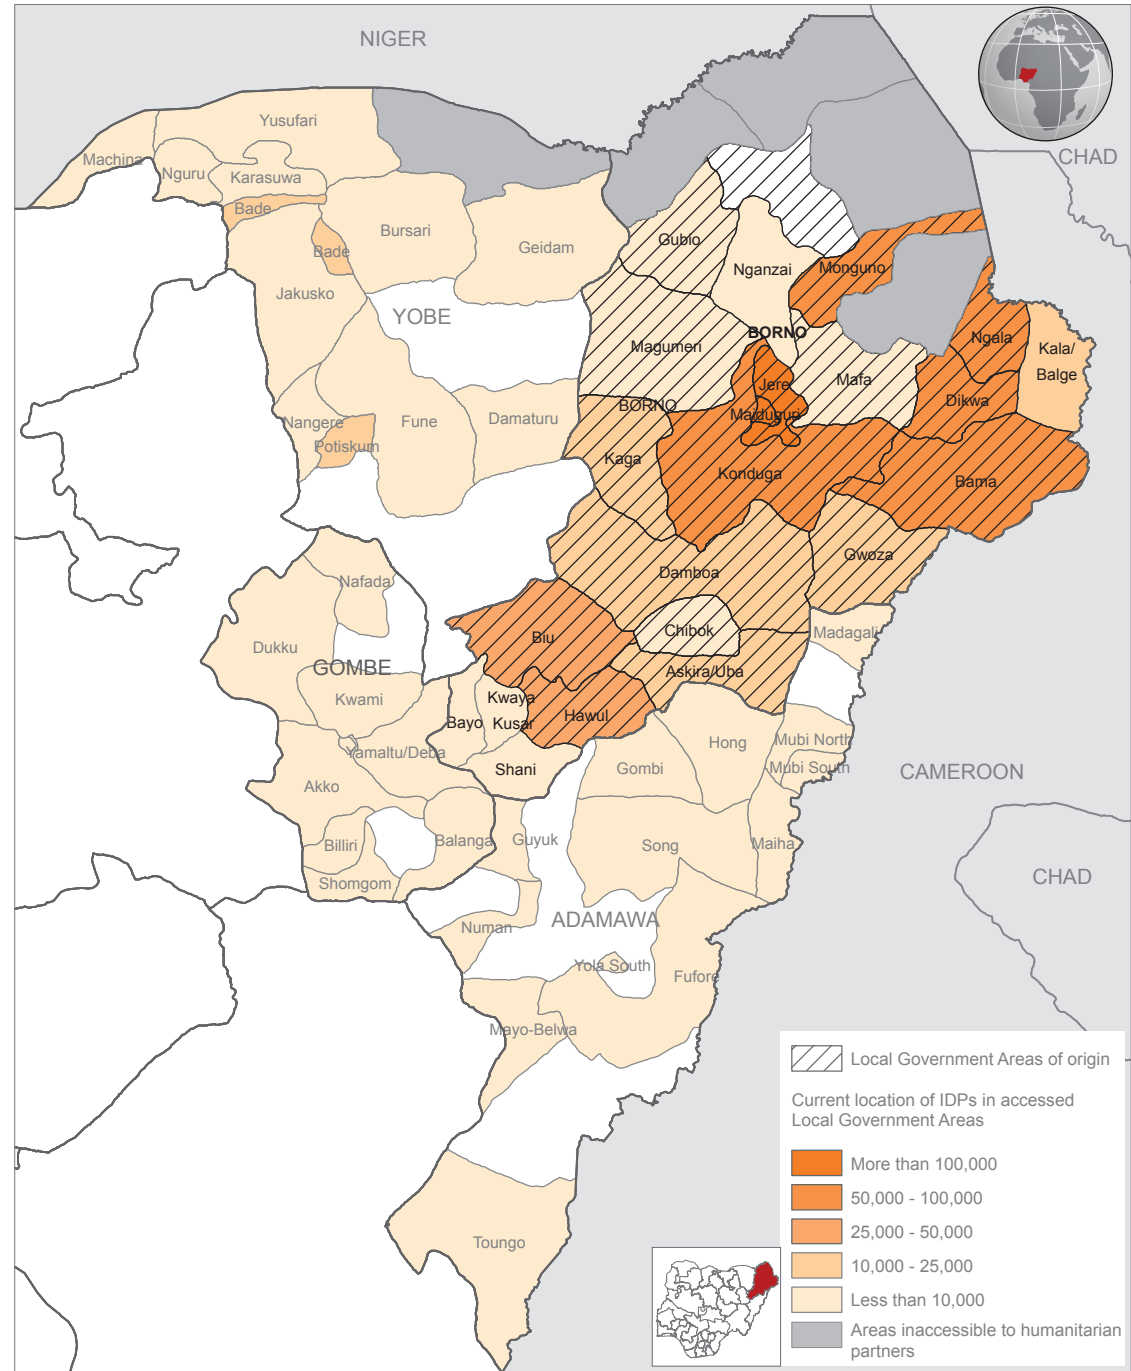 NIGER
CHAD
Yusufari
Machina
Nguru
Karasuwa
Bade
Bade
Bursari
Geidam
Gubio
Nganzai
Monguno
Jakusko
YOBE
BORNO
Magumeri
Ngala
Kala/
Balge
Jere
Mafa
Dikwa
BORNO
Maiduguri
Nangere
Fune
Damaturu
Potiskum
Kaga
Konduga
Bama
Damboa
Gwoza
Nafada
Chibok
Madagali
Biu
Dukku
GOMBE
Askira/Uba
Kwami
Kwaya
Kusar
Bayo
Hawul
Yamaltu/Deba
Hong
Mubi North
Mubi South
Shani
Gombi
CAMEROON
Akko
Billiri
Balanga
Guyuk
Song
Maiha
Shomgom
CHAD
ADAMAWA
Numan
Yola South
Fufore
Mayo-Belwa
Toungo
Local Government Areas of origin
Current location of IDPs in accessed
Local Government Areas
More than 100,000
50,000 - 100,000
25,000 - 50,000
10,000 - 25,000
Less than 10,000
Areas inaccessible to humanitarian
partners